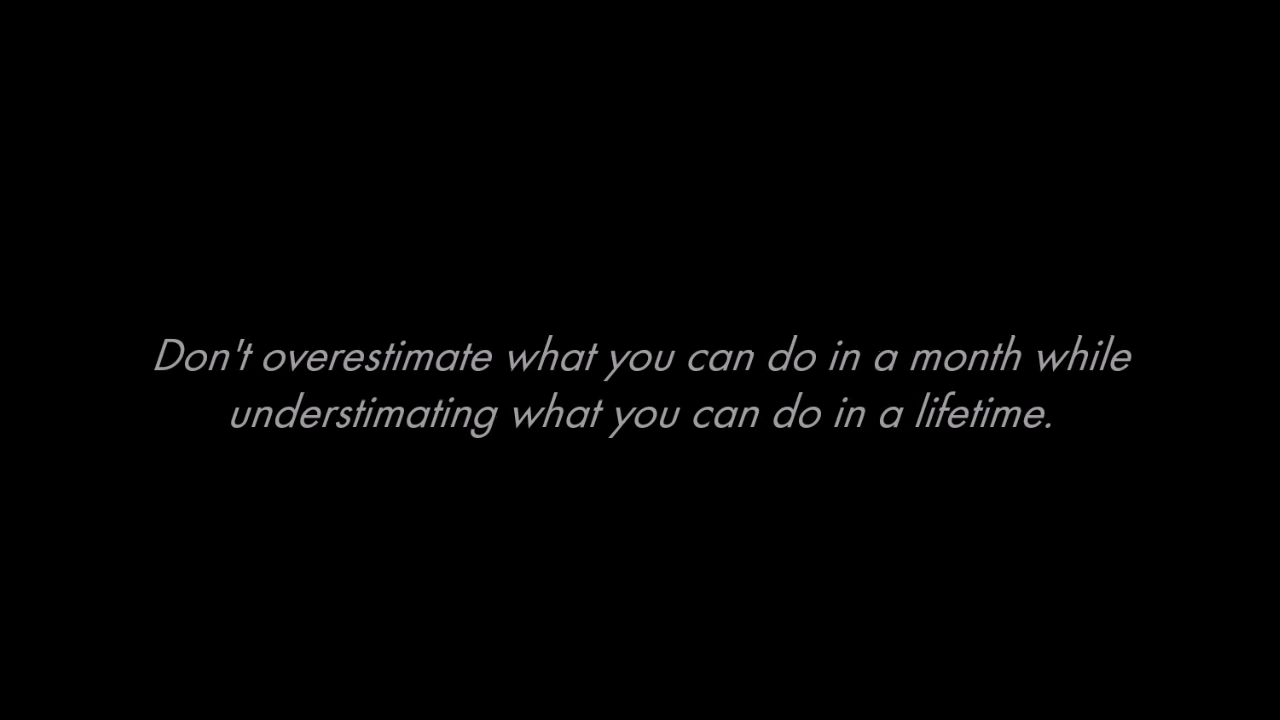 Don't overestimate what you can do in a month while
understimating what you can do in a lifetime.